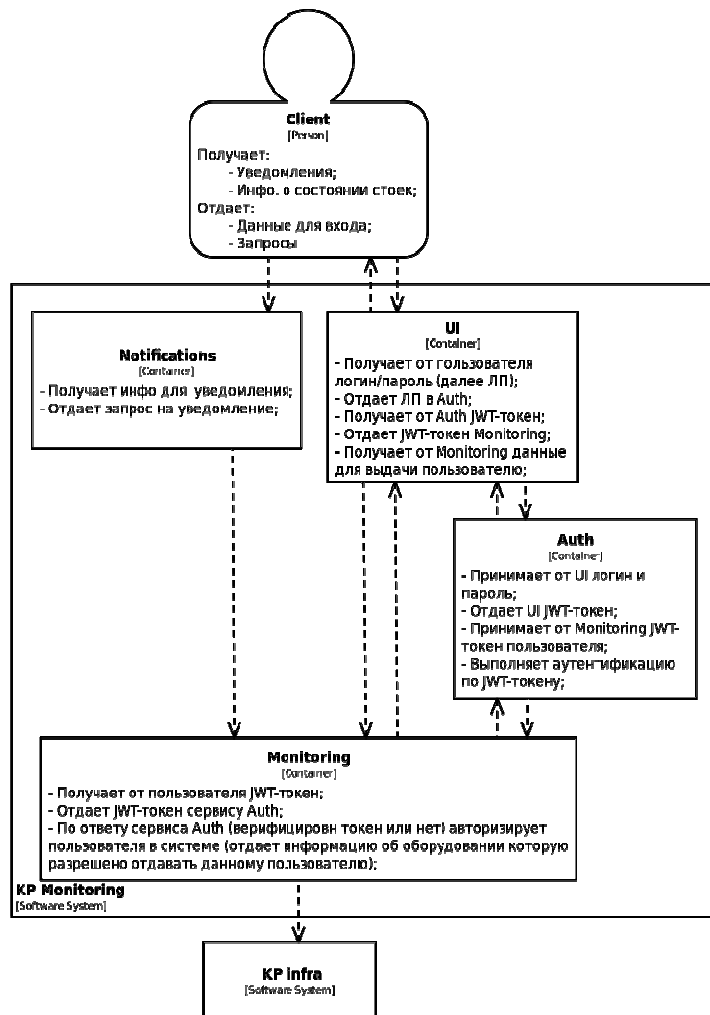 Client
[Person]
Получает:
- Уведомления;
- Инфо. о состоянии стоек;
Отдает:
- Данные для входа;
- Запросы
Notifications
[Container]
- Получает инфо для уведомления;
- Отдает запрос на уведомление;
UI
[Container]
- Получает от пользователя
логин/пароль (далее ЛП);
- Отдает ЛП в Auth;
- Получает от Auth JWT-токен;
- Отдает JWT-токен Monitoring;
- Получает от Monitoring данные
для выдачи пользователю;
Auth
[Container]
- Принимает от UI логин и
пароль;
- Отдает UI JWT-токен;
- Принимает от Monitoring JWT-
токен пользователя;
- Выполняет аутентификацию
по JWT-токену;
Monitoring
[Container]
- Получает от пользователя JWT-токен;
- Отдает JWT-токен сервису Auth;
- По ответу сервиса Auth (верифицировн токен или нет) авторизирует
пользователя в системе (отдает информацию об оборудовании которую
разрешено отдавать данному пользователю);
KP Monitoring
[Software System]
KP infra
[Software System]